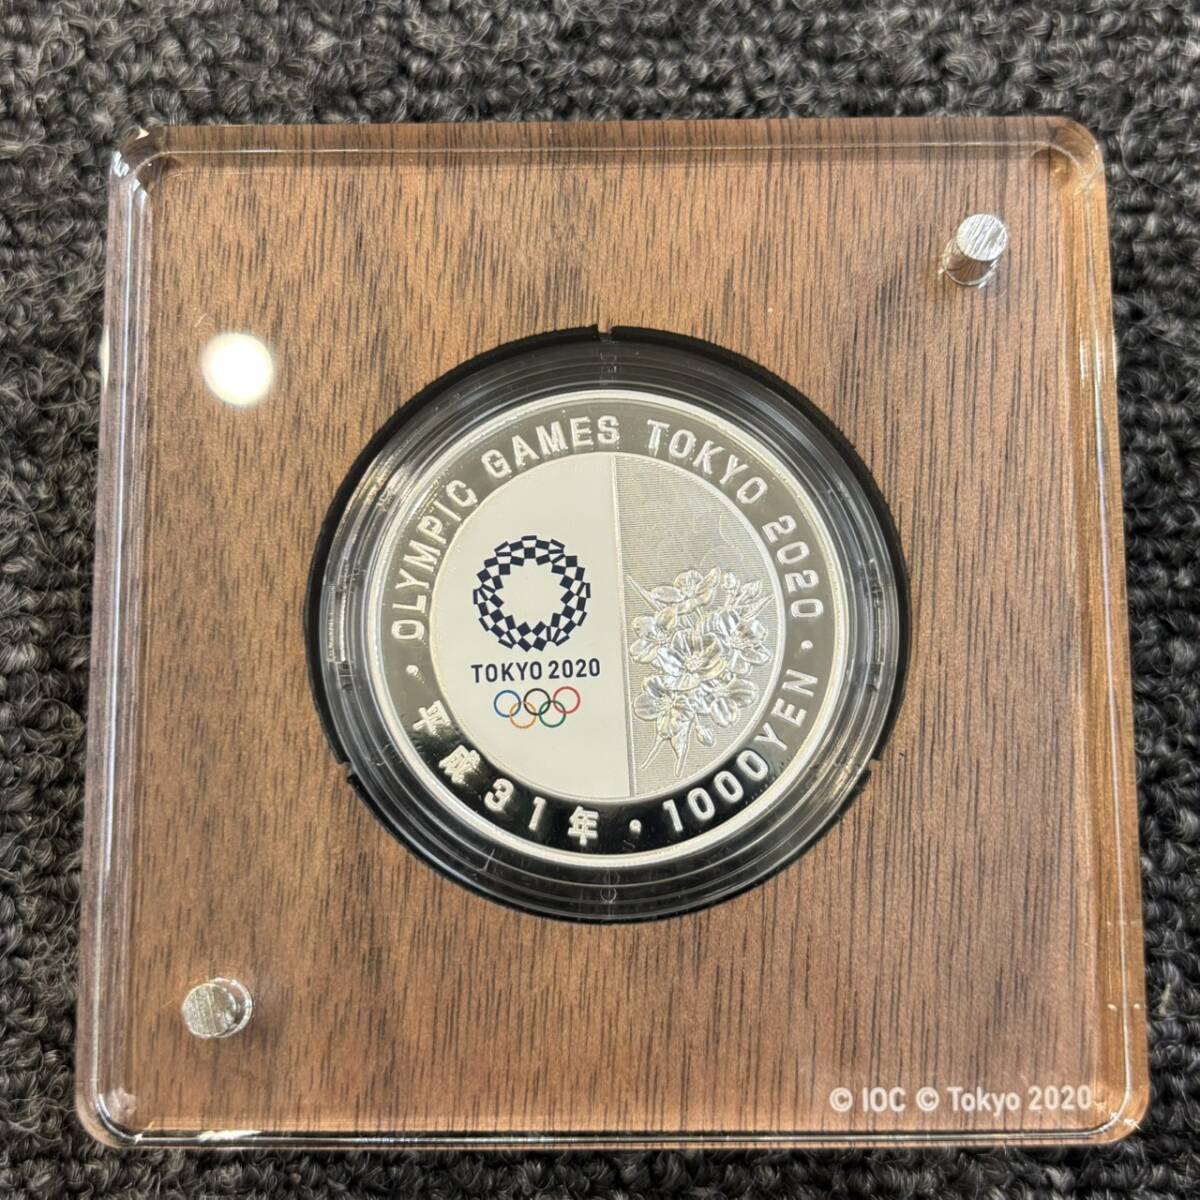 ・OLYMPIC GAMES TOKYO 2020・
TOKYO 2020
平成31年・1000YEN
© IOC © Tokyo 2020